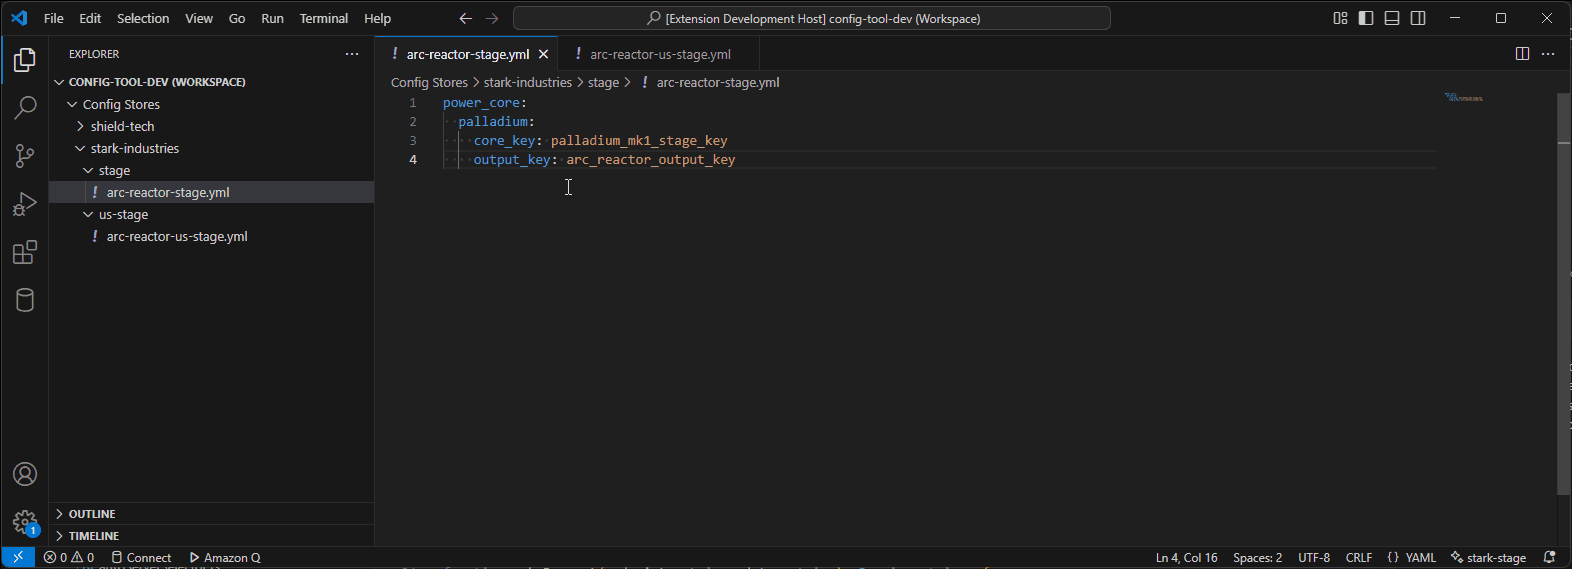 File Edit Selection View Go Run Terminal Help
[Extension Development Host] config-tool-dev (Workspace)
EXPLORER
CONFIG-TOOL-DEV (WORKSPACE)
Config Stores
shield-tech
stark-industries
stage
! arc-reactor-stage.yml
us-stage
! arc-reactor-us-stage.yml
OUTLINE
TIMELINE
! arc-reactor-stage.yml
! arc-reactor-us-stage.yml
Config Stores > stark-industries > stage > ! arc-reactor-stage.yml
1 power_core:
2 palladium:
3 core_key: palladium_mk1_stage_key
4 output_key: arc_reactor_output_key
1
0 0 Connect Amazon Q
Ln 4, Col 16 Spaces: 2 UTF-8 CRLF {} YAML stark-stage